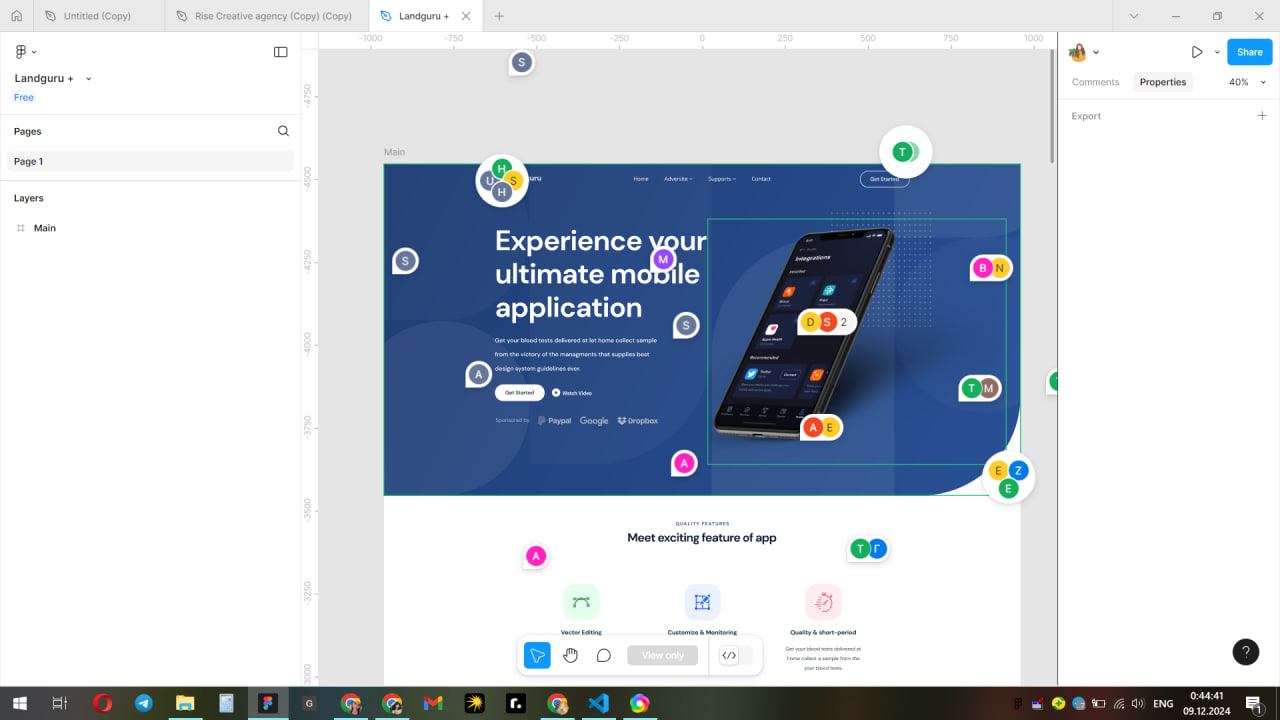 Landguru (Copy)
Rise Creative agency (Copy) (Copy)
Landguru +
-1000 -750 -500 -250 0 250 500 750 1000
Landguru +
Free
Pages
Page 1
Layers
Main
-4750
-4500
-4250
-4000
-3750
-3500
-3250
-3000
Share
Comments
Properties
40%
Export
S
Main
T
H
U
S
H
guru
Home
Adversite
Supports
Contact
Get Started
Experience your
ultimate mobile
application
S
M
B
N
Integrations
D
S
2
S
Get your blood tests delivered at let home collect sample
from the victory of the managments that supplies best
design system guidelines ever.
A
Recommended
Twitter
T
M
Get Started
Watch Video
Sponsored by:
Paypal
Google
Dropbox
A
E
A
E
Z
E
QUALITY FEATURES
Meet exciting feature of app
A
T
Г
Vector Editing
Customize & Monitoring
Quality & short-period
Get your blood tests delivered at
home collect a sample from the
your blood tests.
View only
?
ENG
0:44:41
09.12.2024
1